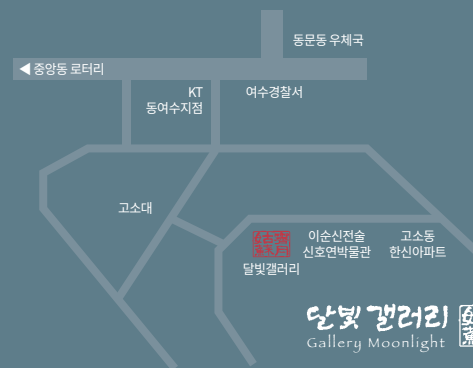 동문동 우체국
◀ 중앙동 로터리
KT
동여수지점
여수경찰서
고소대
이순신전술
신호연박물관
고소동
한신아파트
달빛갤러리
달빛 갤러리
Gallery Moonlight